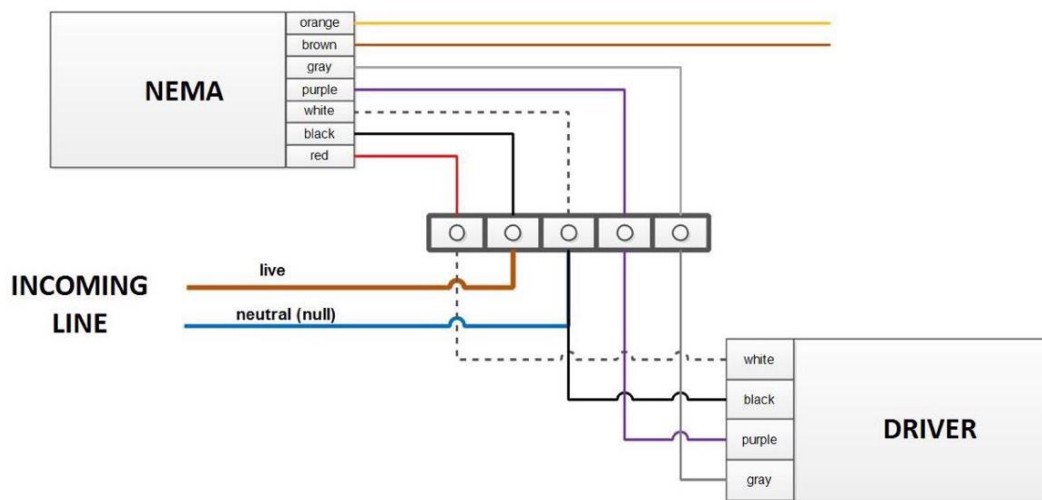 orange
brown
gray
NEMA
purple
white
black
red
live
INCOMING
LINE
neutral (null)
white
black
DRIVER
purple
gray